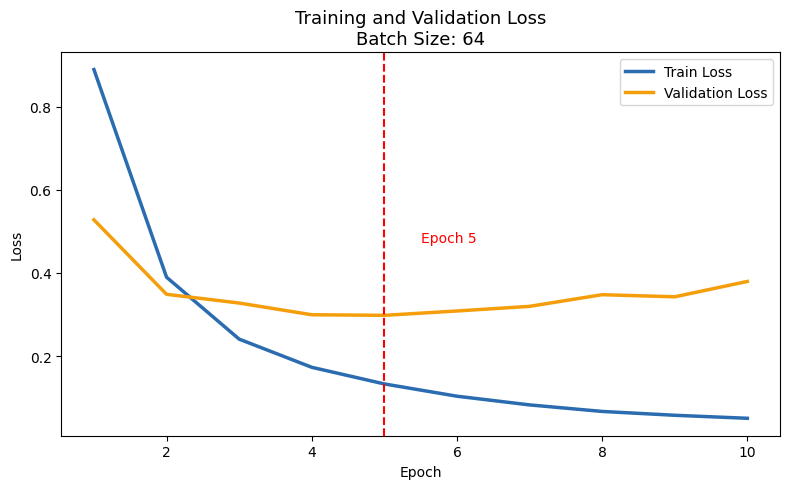 Training and Validation Loss
Batch Size: 64
Train Loss
Validation Loss
0.8
0.6
0.4
0.2
Loss
Epoch 5
2
4
6
8
10
Epoch